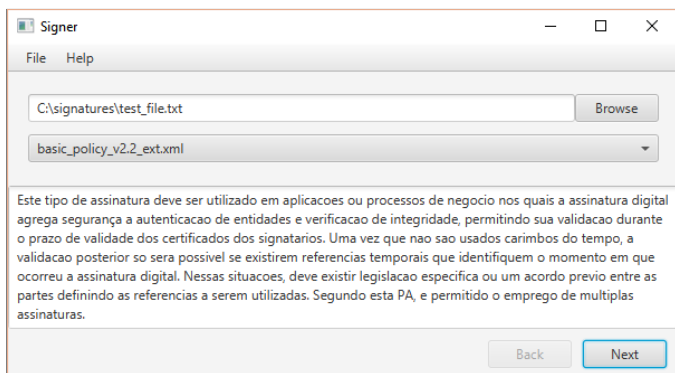 Signer
File Help
C:\signatures\test_file.txt Browse
basic_policy_v2.2_ext.xml
Este tipo de assinatura deve ser utilizado em aplicacoes ou processos de negocio nos quais a assinatura digital
agrega segurança a autenticacao de entidades e verificacao de integridade, permitindo sua validacao durante
o prazo de validade dos certificados dos signatarios. Uma vez que nao sao usados carimbos do tempo, a
validacao posterior so sera possivel se existirem referencias temporais que identifiquem o momento em que
ocorreu a assinatura digital. Nessas situacoes, deve existir legislacao especifica ou um acordo previo entre as
partes definindo as referencias a serem utilizadas. Segundo esta PA, e permitido o emprego de multiplas
assinaturas.
Back Next